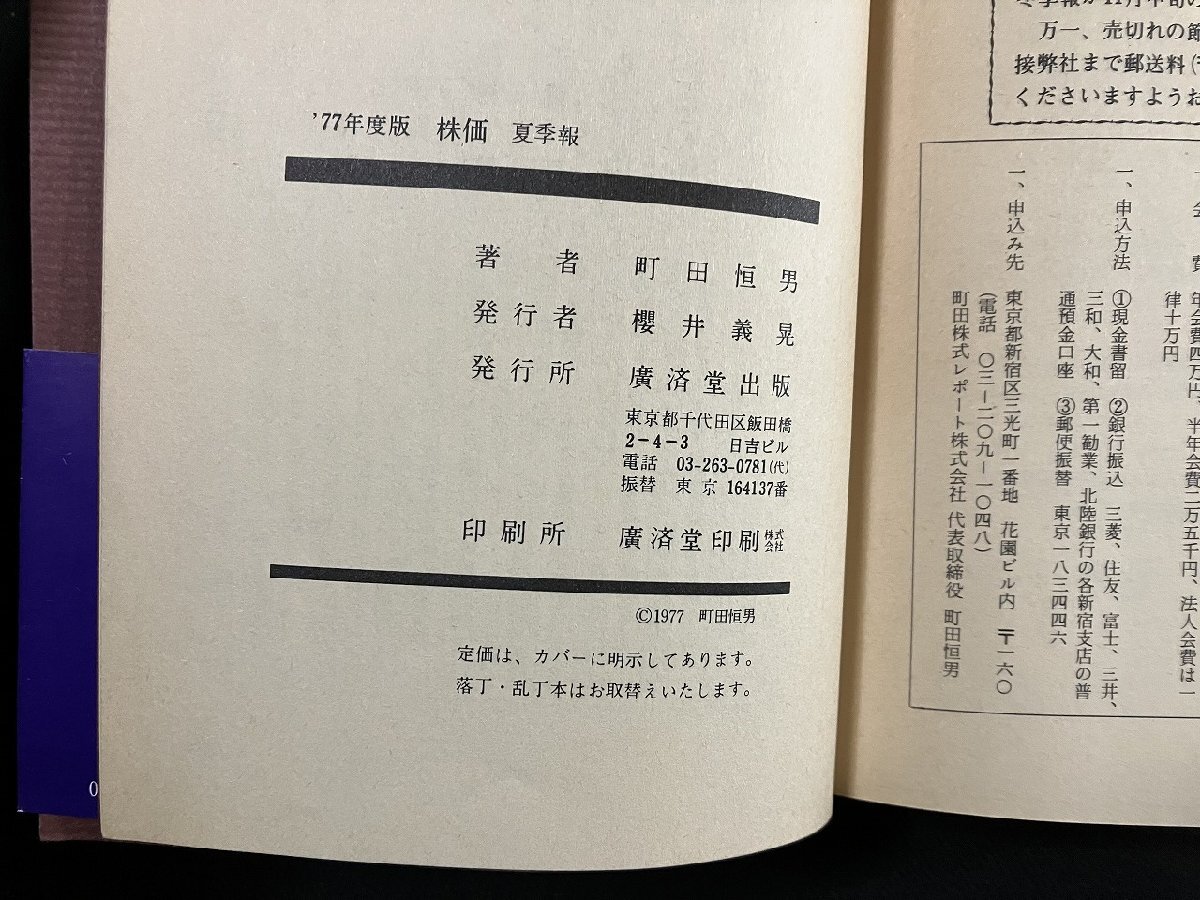 '77年度版 株価 夏季報
著者 町田恒男
発行者 櫻井義晃
発行所 廣済堂出版
東京都千代田区飯田橋
2-4-3 日吉ビル
電話 03-263-0781(代)
振替 東京 164137番
印刷所 廣済堂印刷株式会社
©1977 町田恒男
定価は、カバーに明示してあります。
落丁・乱丁本はお取替えいたします。
0
万一、売切れの節
接弊社まで郵送料(〒
くださいますようお
年会費四万円、半年会費二万五千円、法人会費は一
律十万円
一、申込方法 ①現金書留 ②銀行振込 三菱、住友、富士、三井、
三和、大和、第一勧業、北陸銀行の各新宿支店の普
通預金口座 ③郵便振替 東京一八三四四六
一、申込み先 東京都新宿区三光町一番地 花園ビル内 〒一六〇
(電話 〇三―二〇九―一〇四八)
町田株式レポート株式会社 代表取締役 町田恒男